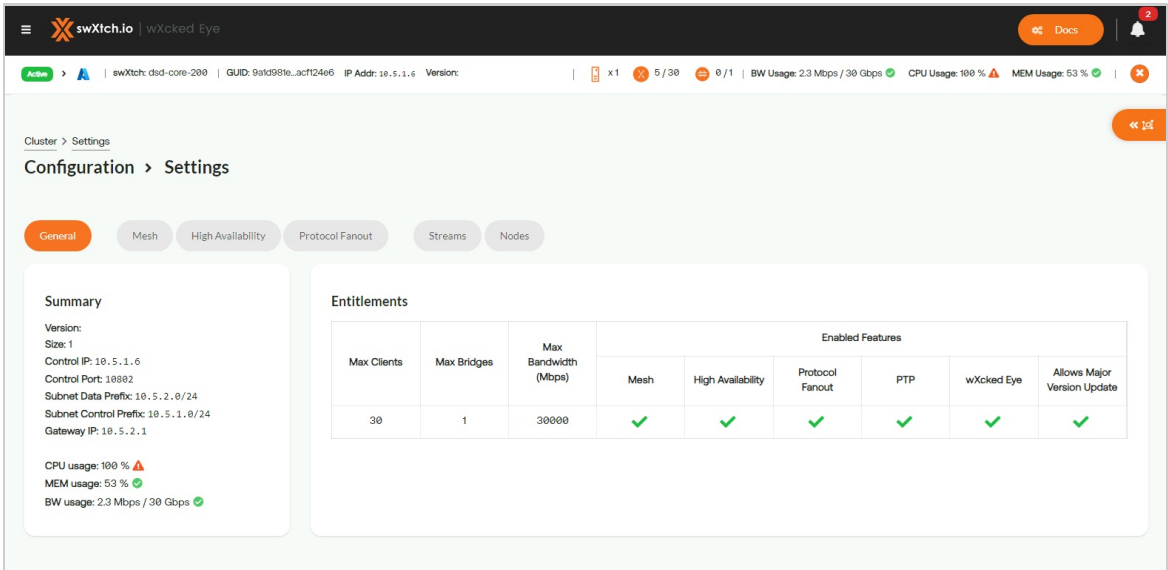 swXtch.io | wXcked Eye
Docs
2
Active > | swXtch: dsd-core-200 | GUID: 9a1d981e...acf124e6 IP Addr: 10.5.1.6 Version: | x1 5/30 0/1 | BW Usage: 2.3 Mbps / 30 Gbps CPU Usage: 100 % MEM Usage: 53 % |
Cluster > Settings
Configuration > Settings
General Mesh High Availability Protocol Fanout Streams Nodes
Summary
Version:
Size: 1
Control IP: 10.5.1.6
Control Port: 10802
Subnet Data Prefix: 10.5.2.0/24
Subnet Control Prefix: 10.5.1.0/24
Gateway IP: 10.5.2.1
CPU usage: 100 %
MEM usage: 53 %
BW usage: 2.3 Mbps / 30 Gbps
Entitlements
Max Clients
Max Bridges
Max
Bandwidth
(Mbps)
Enabled Features
Mesh
High Availability
Protocol
Fanout
PTP
wXcked Eye
Allows Major
Version Update
30 1 30000